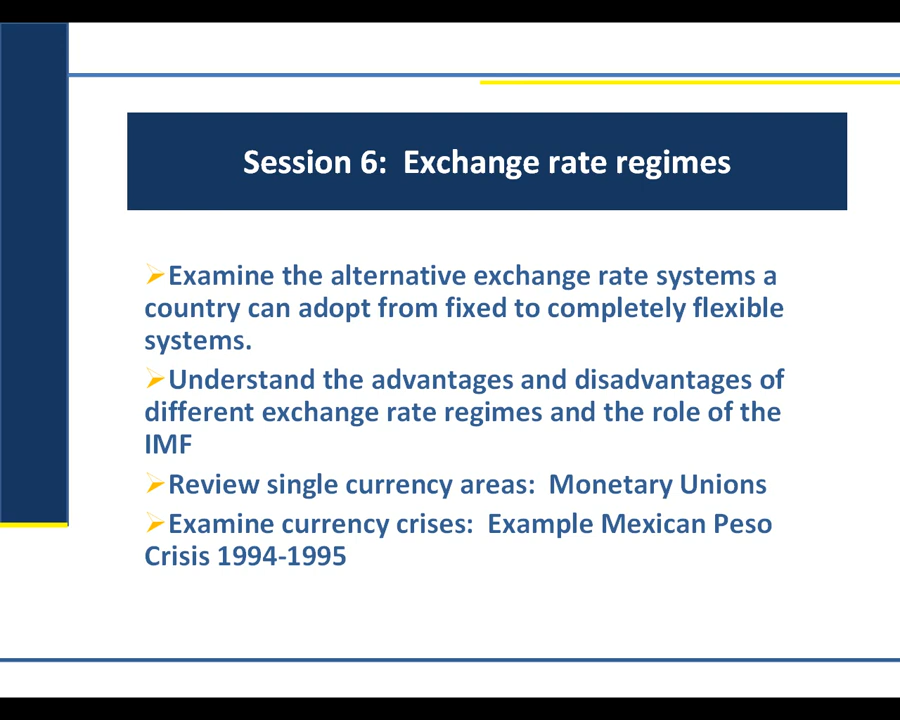 Session 6:  Exchange rate regimes
➢Examine the alternative exchange rate systems a
country can adopt from fixed to completely flexible
systems.
➢Understand the advantages and disadvantages of
different exchange rate regimes and the role of the
IMF
➢Review single currency areas:  Monetary Unions
➢Examine currency crises:  Example Mexican Peso
Crisis 1994-1995